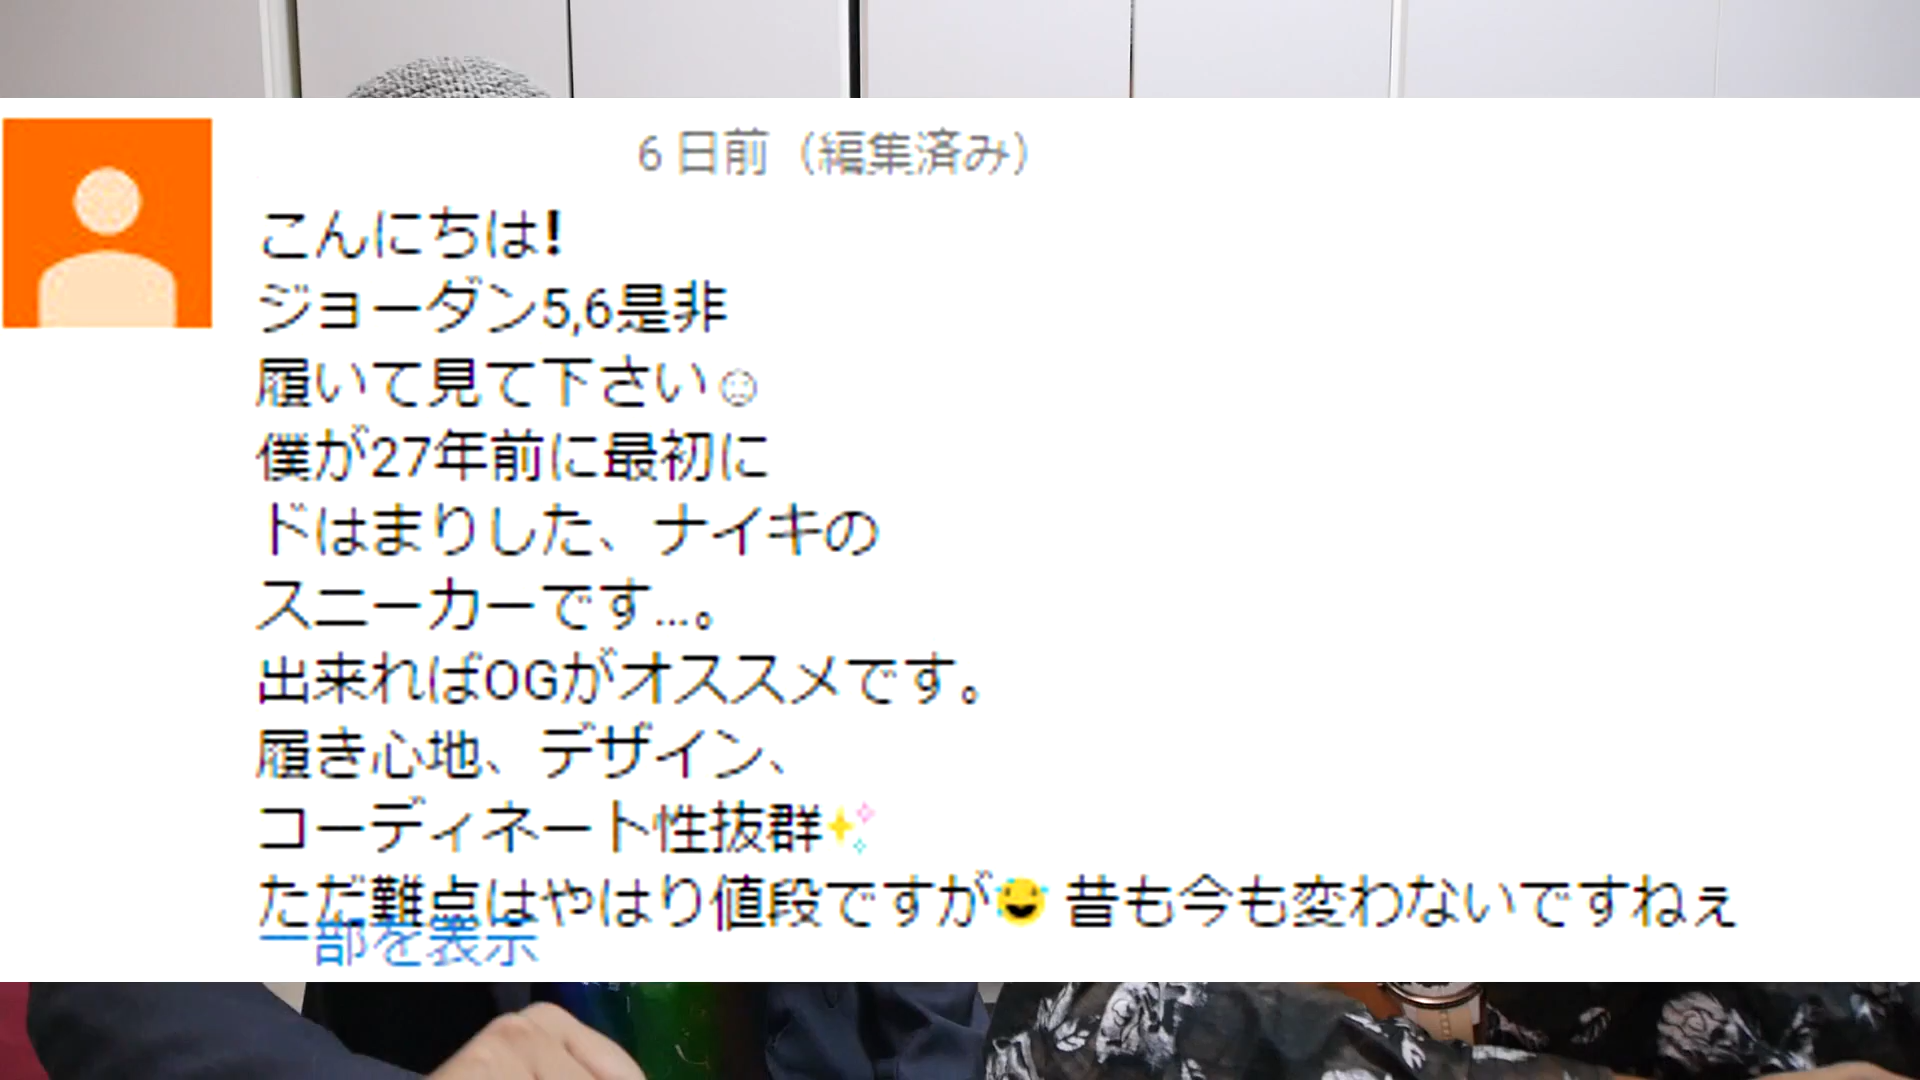 6 日前（編集済み）
こんにちは!
ジョーダン5,6是非
履いて見て下さい☺
僕が27年前に最初に
ドはまりした、ナイキの
スニーカーです...。
出来ればOGがオススメです。
履き心地、デザイン、
コーディネート性抜群✨
ただ難点はやはり値段ですが😅 昔も今も変わないですねぇ
一部を表示